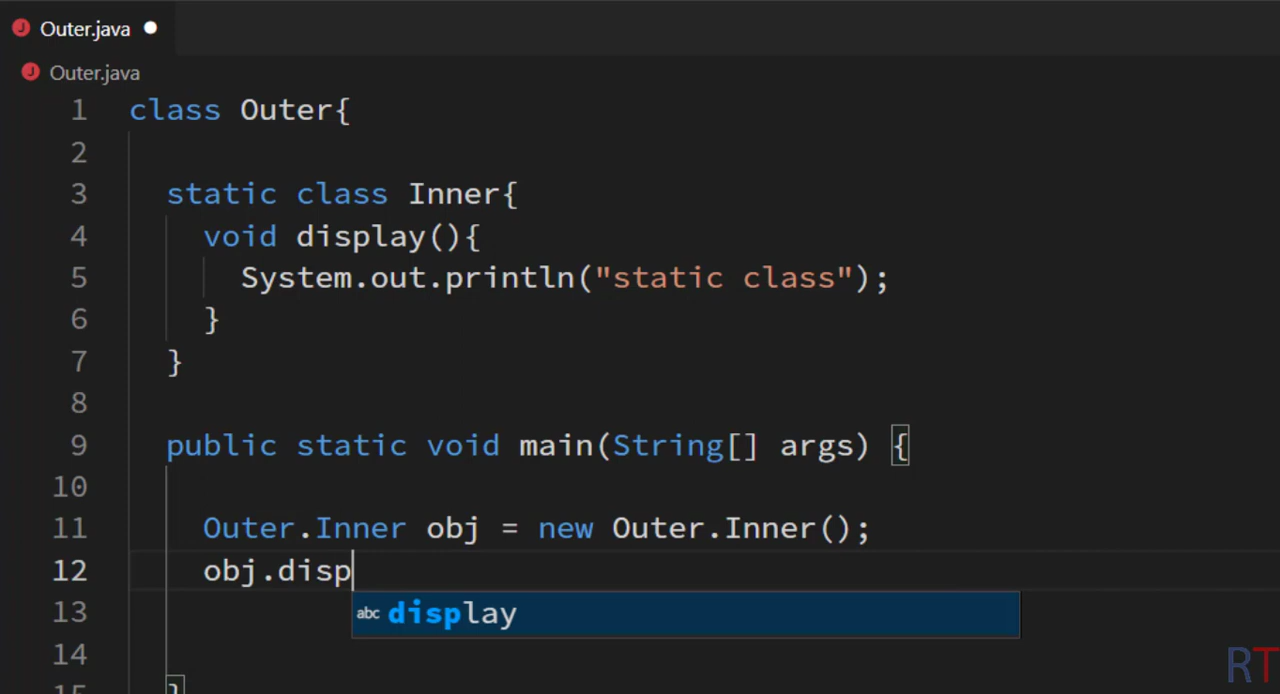 Outer.java
Outer.java
1 class Outer{
2
3 static class Inner{
4 void display(){
5 System.out.println("static class");
6 }
7 }
8
9 public static void main(String[] args) {
10
11 Outer.Inner obj = new Outer.Inner();
12 obj.disp
abc display
13
14
15 }
RT